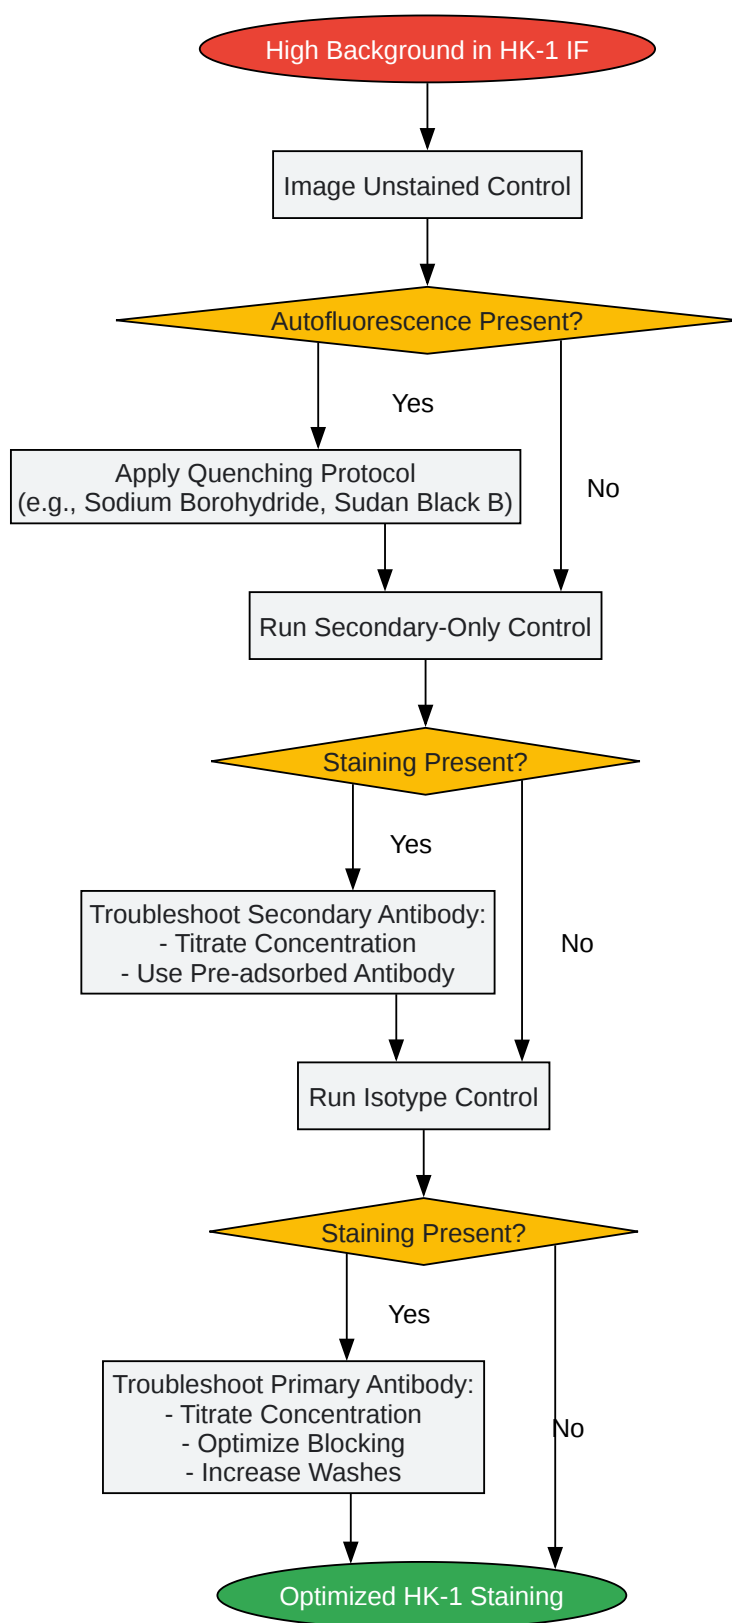 High Background in HK-1 IF
Image Unstained Control
Autofluorescence Present?
Yes
Apply Quenching Protocol
(e.g., Sodium Borohydride, Sudan Black B)
No
Run Secondary-Only Control
Staining Present?
Yes
Troubleshoot Secondary Antibody:
- Titrate Concentration
- Use Pre-adsorbed Antibody
No
Run Isotype Control
Staining Present?
Yes
Troubleshoot Primary Antibody:
- Titrate Concentration
- Optimize Blocking
- Increase Washes
No
Optimized HK-1 Staining